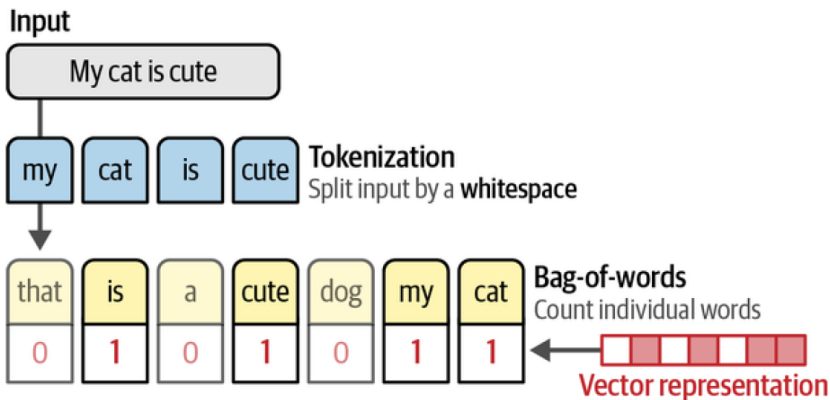 Input
My cat is cute
my cat is cute
Tokenization
Split input by a whitespace
that is a cute dog my cat
Bag-of-words
Count individual words
0 1 0 1 0 1 1
Vector representation